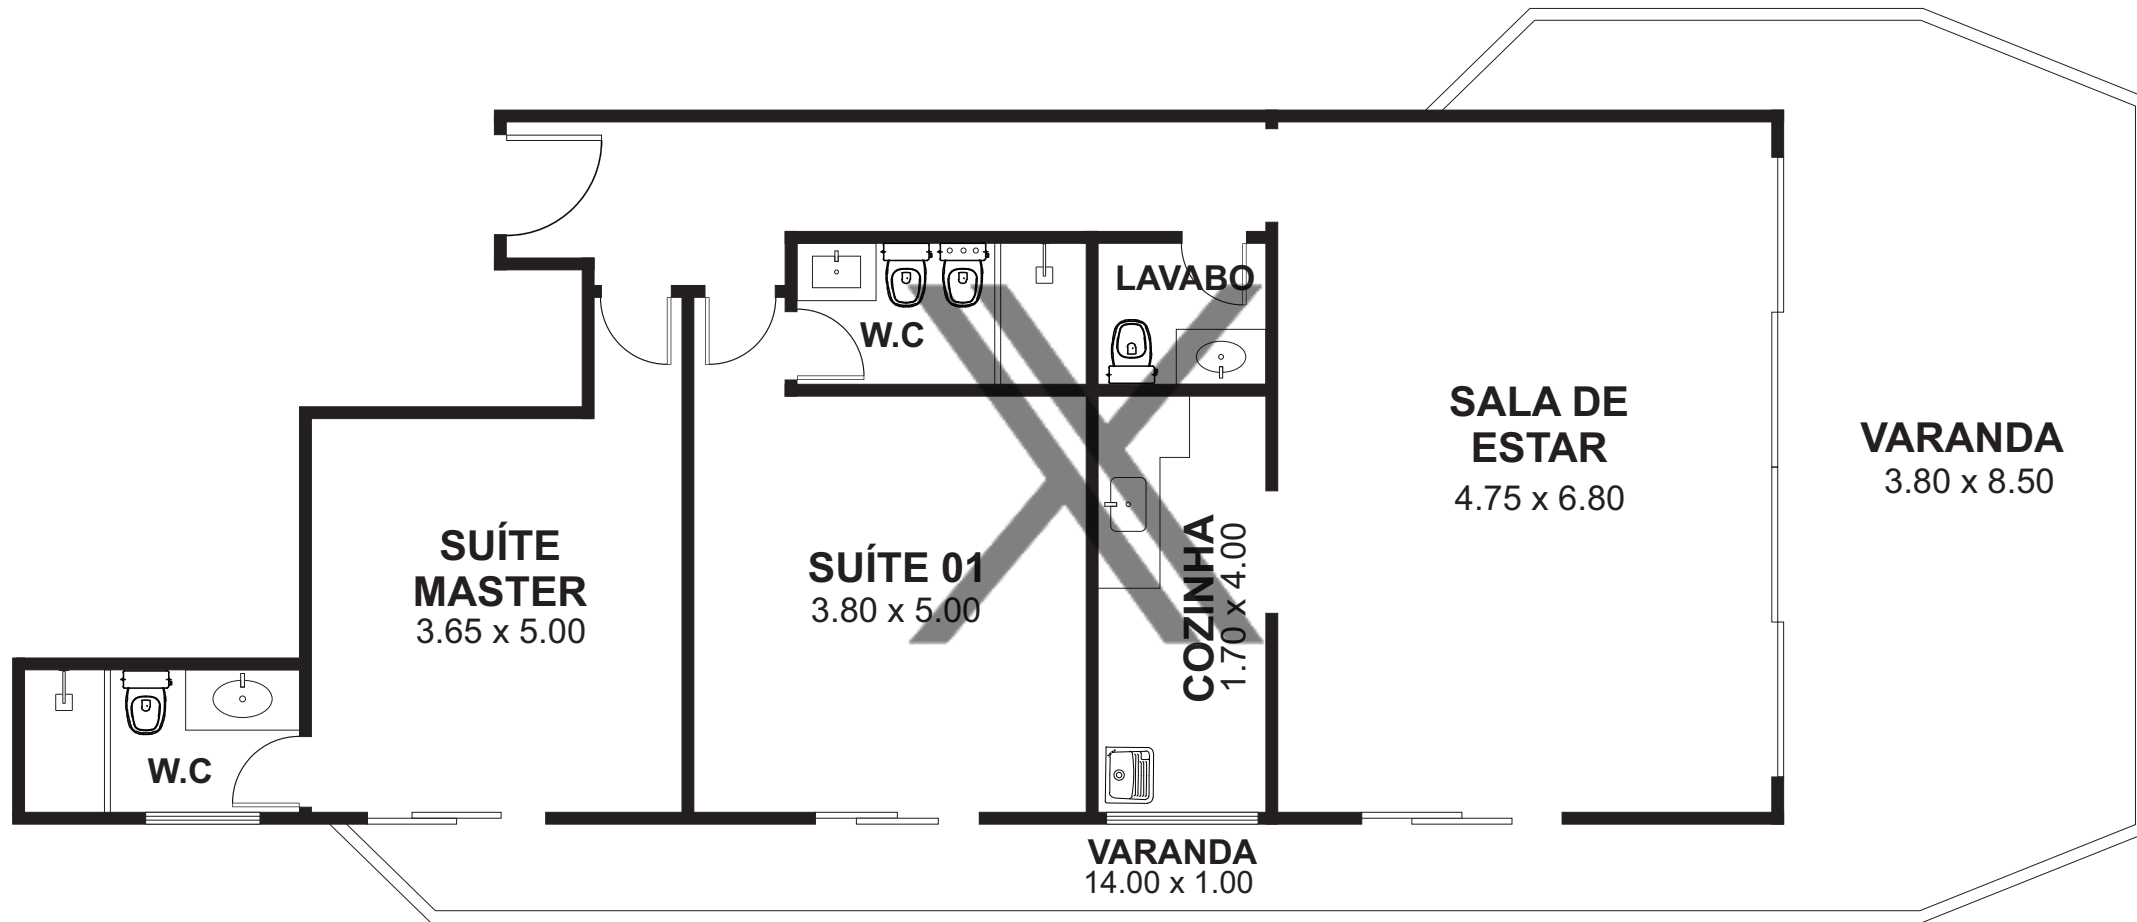 LAVABO
W.C
SALA DE
ESTAR
4.75 x 6.80
VARANDA
3.80 x 8.50
SUÍTE
MASTER
3.65 x 5.00
SUÍTE 01
3.80 x 5.00
COZINHA
1.70 x 4.00
W.C
VARANDA
14.00 x 1.00